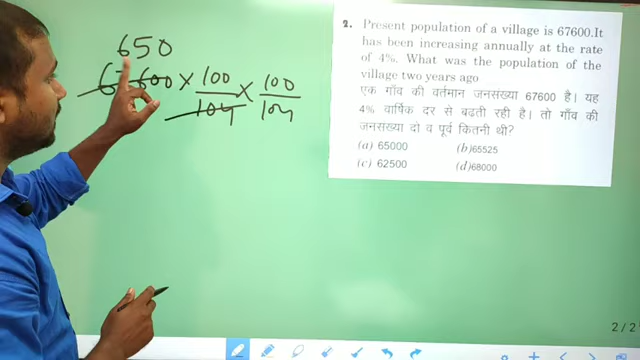 650
67600 × 100/104 × 100/104
2. Present population of a village is 67600.It
has been increasing annually at the rate
of 4%. What was the population of the
village two years ago
एक गाँव की वर्तमान जनसंख्या 67600 है। यह
4% वार्षिक दर से बढती रही है। तो गाँव की
जनसंख्या दो व पूर्व कितनी थी?
(a) 65000 (b)65525
(c) 62500 (d)68000
2 / 2